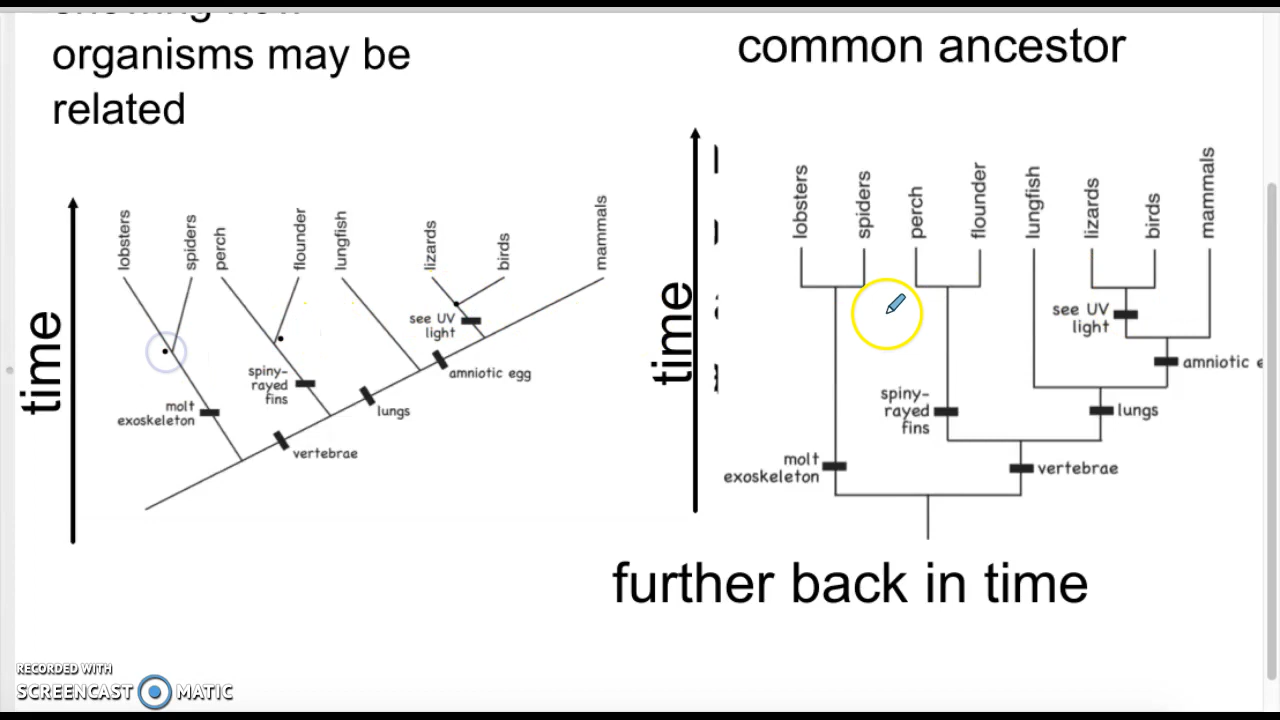 organisms may be
related
common ancestor
time
lobsters
spiders
perch
flounder
lungfish
lizards
birds
mammals
see UV
light
amniotic egg
spiny-
rayed
fins
lungs
molt
exoskeleton
vertebrae
time
lobsters
spiders
perch
flounder
lungfish
lizards
birds
mammals
see UV
light
amniotic e
spiny-
rayed
fins
lungs
molt
exoskeleton
vertebrae
further back in time
RECORDED WITH
SCREENCAST MATIC